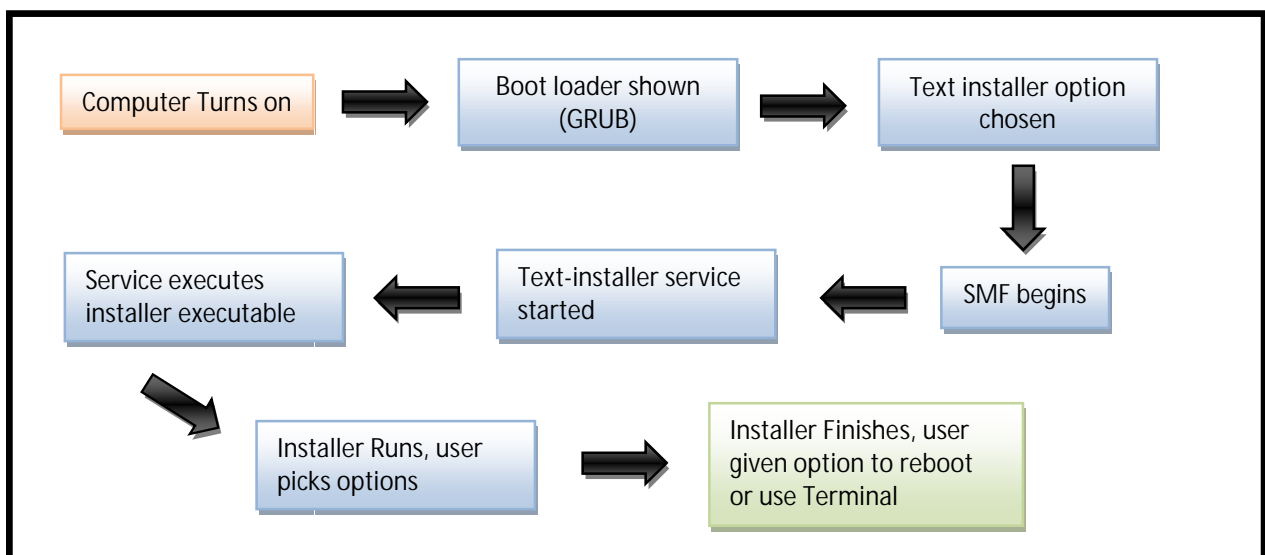 Computer Turns on
Boot loader shown
(GRUB)
Text installer option
chosen
SMF begins
Text-installer service
started
Service executes
installer executable
Installer Runs, user
picks options
Installer Finishes, user
given option to reboot
or use Terminal